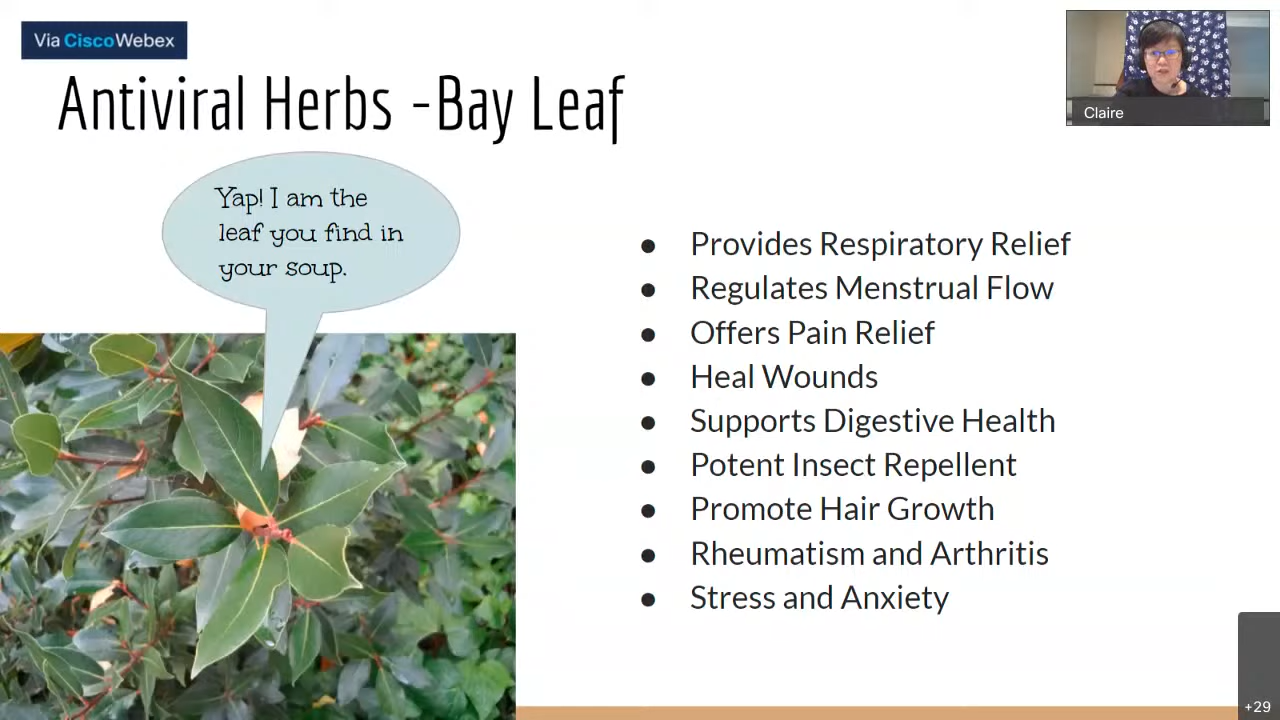 Via CiscoWebex
Antiviral Herbs -Bay Leaf
Claire
Yap! I am the
leaf you find in
your soup.
● Provides Respiratory Relief
● Regulates Menstrual Flow
● Offers Pain Relief
● Heal Wounds
● Supports Digestive Health
● Potent Insect Repellent
● Promote Hair Growth
● Rheumatism and Arthritis
● Stress and Anxiety
+29